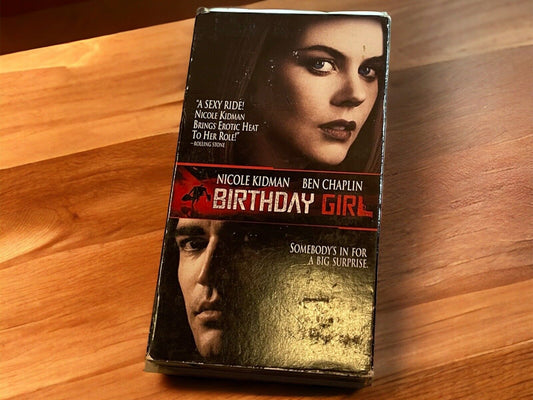 "A SEXY RIDE!
NICOLE KIDMAN
BRINGS EROTIC HEAT
TO HER ROLE!"
–ROLLING STONE
NICOLE KIDMAN BEN CHAPLIN
BIRTHDAY GIRL
SOMEBODY'S IN FOR
A BIG SURPRISE.